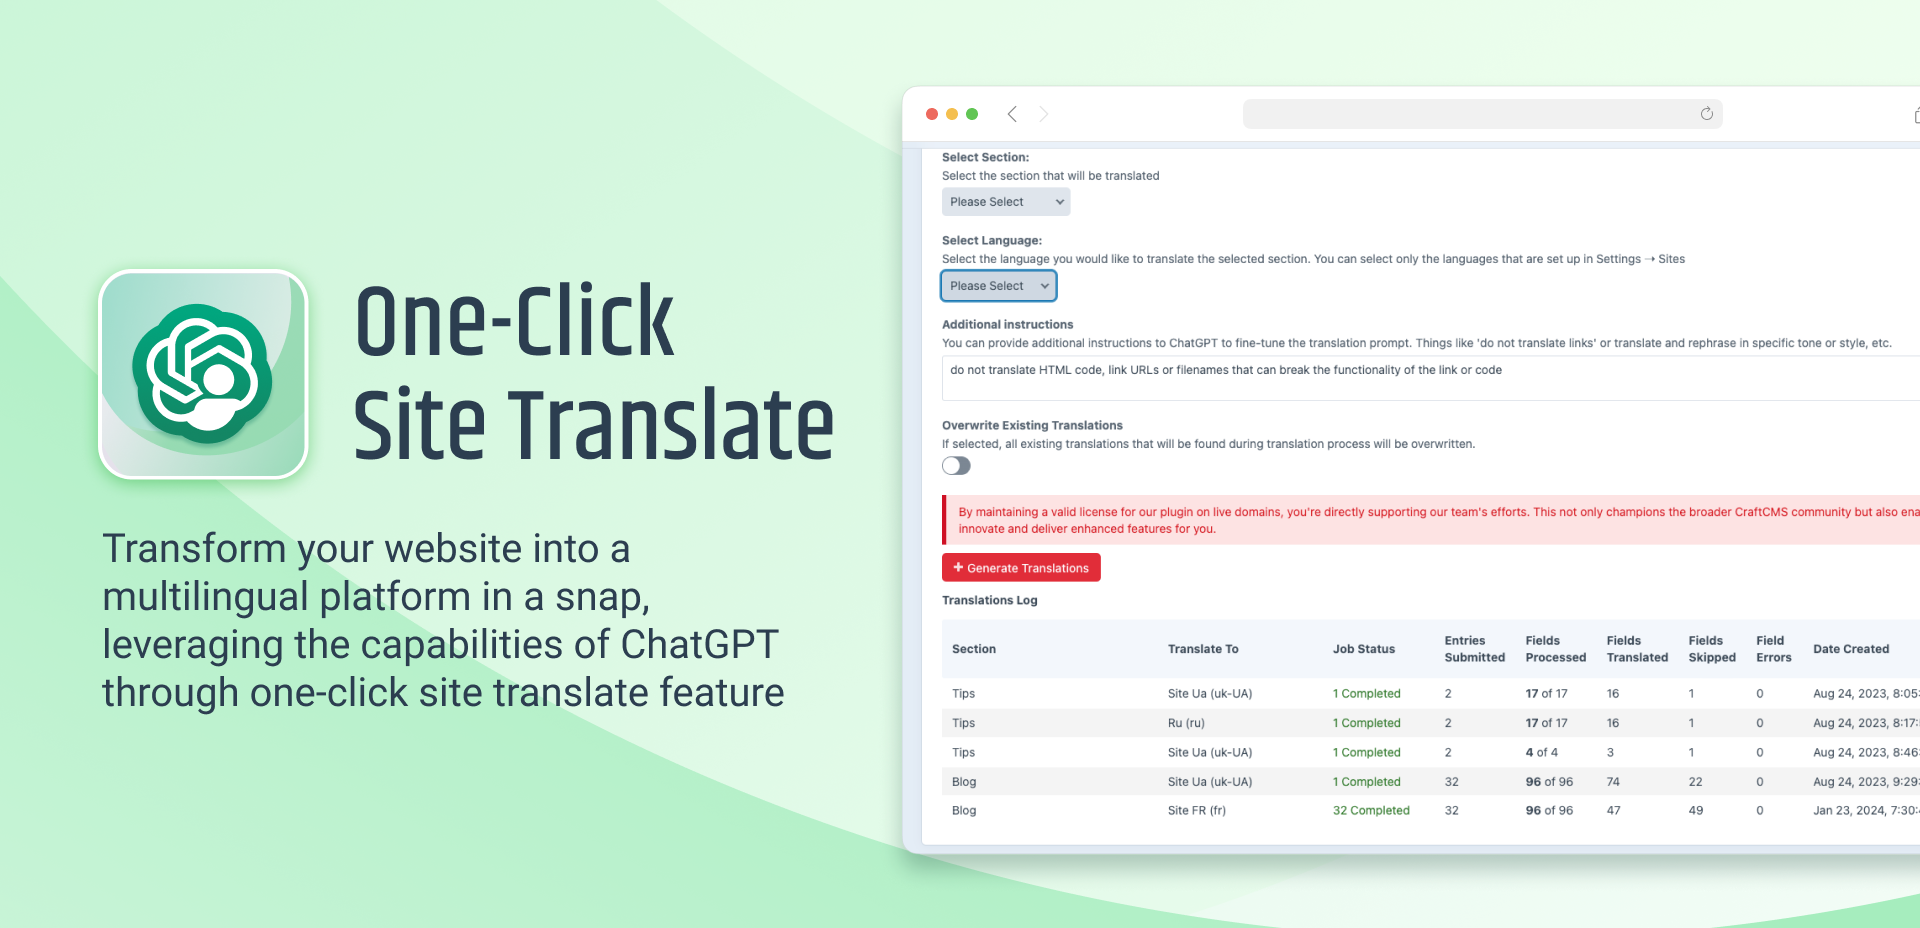 One-Click
Site Translate
Transform your website into a
multilingual platform in a snap,
leveraging the capabilities of ChatGPT
through one-click site translate feature
Select Section:
Select the section that will be translated
Please Select
Select Language:
Select the language you would like to translate the selected section. You can select only the languages that are set up in Settings → Sites
Please Select
Additional instructions
You can provide additional instructions to ChatGPT to fine-tune the translation prompt. Things like 'do not translate links' or translate and rephrase in specific tone or style, etc.
do not translate HTML code, link URLs or filenames that can break the functionality of the link or code
Overwrite Existing Translations
If selected, all existing translations that will be found during translation process will be overwritten.
By maintaining a valid license for our plugin on live domains, you're directly supporting our team's efforts. This not only champions the broader CraftCMS community but also ena
innovate and deliver enhanced features for you.
+ Generate Translations
Translations Log
Section Translate To Job Status Entries Submitted Fields Processed Fields Translated Fields Skipped Field Errors Date Created
Tips Site Ua (uk-UA) 1 Completed 2 17 of 17 16 1 0 Aug 24, 2023, 8:05:
Tips Ru (ru) 1 Completed 2 17 of 17 16 1 0 Aug 24, 2023, 8:17:
Tips Site Ua (uk-UA) 1 Completed 2 4 of 4 3 1 0 Aug 24, 2023, 8:46:
Blog Site Ua (uk-UA) 1 Completed 32 96 of 96 74 22 0 Aug 24, 2023, 9:29:
Blog Site FR (fr) 32 Completed 32 96 of 96 47 49 0 Jan 23, 2024, 7:30: